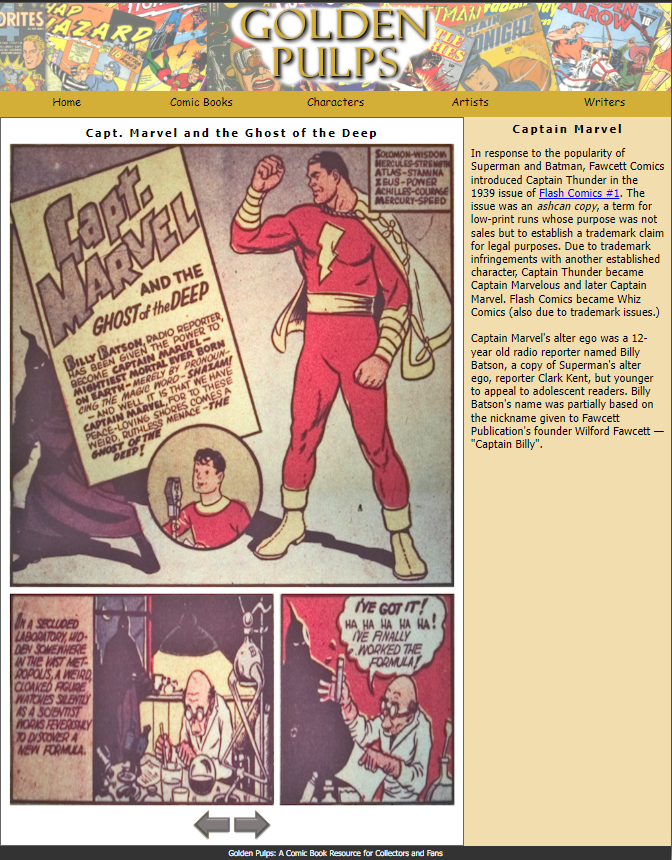 ORITES
ZIP
HAZARD
TMAN
TLE
RIES
MIDNIGHT
GOLDEN
ARROW
10¢
GOLDEN
PULPS
Home
Comic Books
Characters
Artists
Writers
Capt. Marvel and the Ghost of the Deep
SOLOMON-WISDOM
HERCULES-STRENGTH
ATLAS-STAMINA
ZEUS-POWER
ACHILLES-COURAGE
MERCURY-SPEED
CAPT.
MARVEL
AND THE
GHOST of the DEEP
BILLY BATSON, RADIO REPORTER,
HAS BEEN GIVEN THE POWER TO
BECOME CAPTAIN MARVEL—
MIGHTIEST MORTAL EVER BORN
ON EARTH—MERELY BY PRONOUN-
CING THE MAGIC WORD - SHAZAM!
—AND WELL IT IS THAT WE HAVE
CAPTAIN MARVEL, FOR TO THESE
PEACE-LOVING SHORES COMES A
WEIRD, RUTHLESS MENACE - THE
GHOST OF THE
DEEP!
IN A SECLUDED
LABORATORY, HID-
DEN SOMEWHERE
IN THE VAST MET-
ROPOLIS, A WEIRD,
CLOAKED FIGURE
WATCHES SILENTLY
AS A SCIENTIST
WORKS FEVERISHLY
TO DISCOVER A
NEW FORMULA.
I'VE GOT IT!
HA HA HA HA HA!
I'VE FINALLY
WORKED THE
FORMULA!
Captain Marvel
In response to the popularity of
Superman and Batman, Fawcett Comics
introduced Captain Thunder in the
1939 issue of Flash Comics #1. The
issue was an ashcan copy, a term for
low-print runs whose purpose was not
sales but to establish a trademark claim
for legal purposes. Due to trademark
infringements with another established
character, Captain Thunder became
Captain Marvelous and later Captain
Marvel. Flash Comics became Whiz
Comics (also due to trademark issues.)
Captain Marvel's alter ego was a 12-
year old radio reporter named Billy
Batson, a copy of Superman's alter
ego, reporter Clark Kent, but younger
to appeal to adolescent readers. Billy
Batson's name was partially based on
the nickname given to Fawcett
Publication's founder Wilford Fawcett —
"Captain Billy".
Golden Pulps: A Comic Book Resource for Collectors and Fans